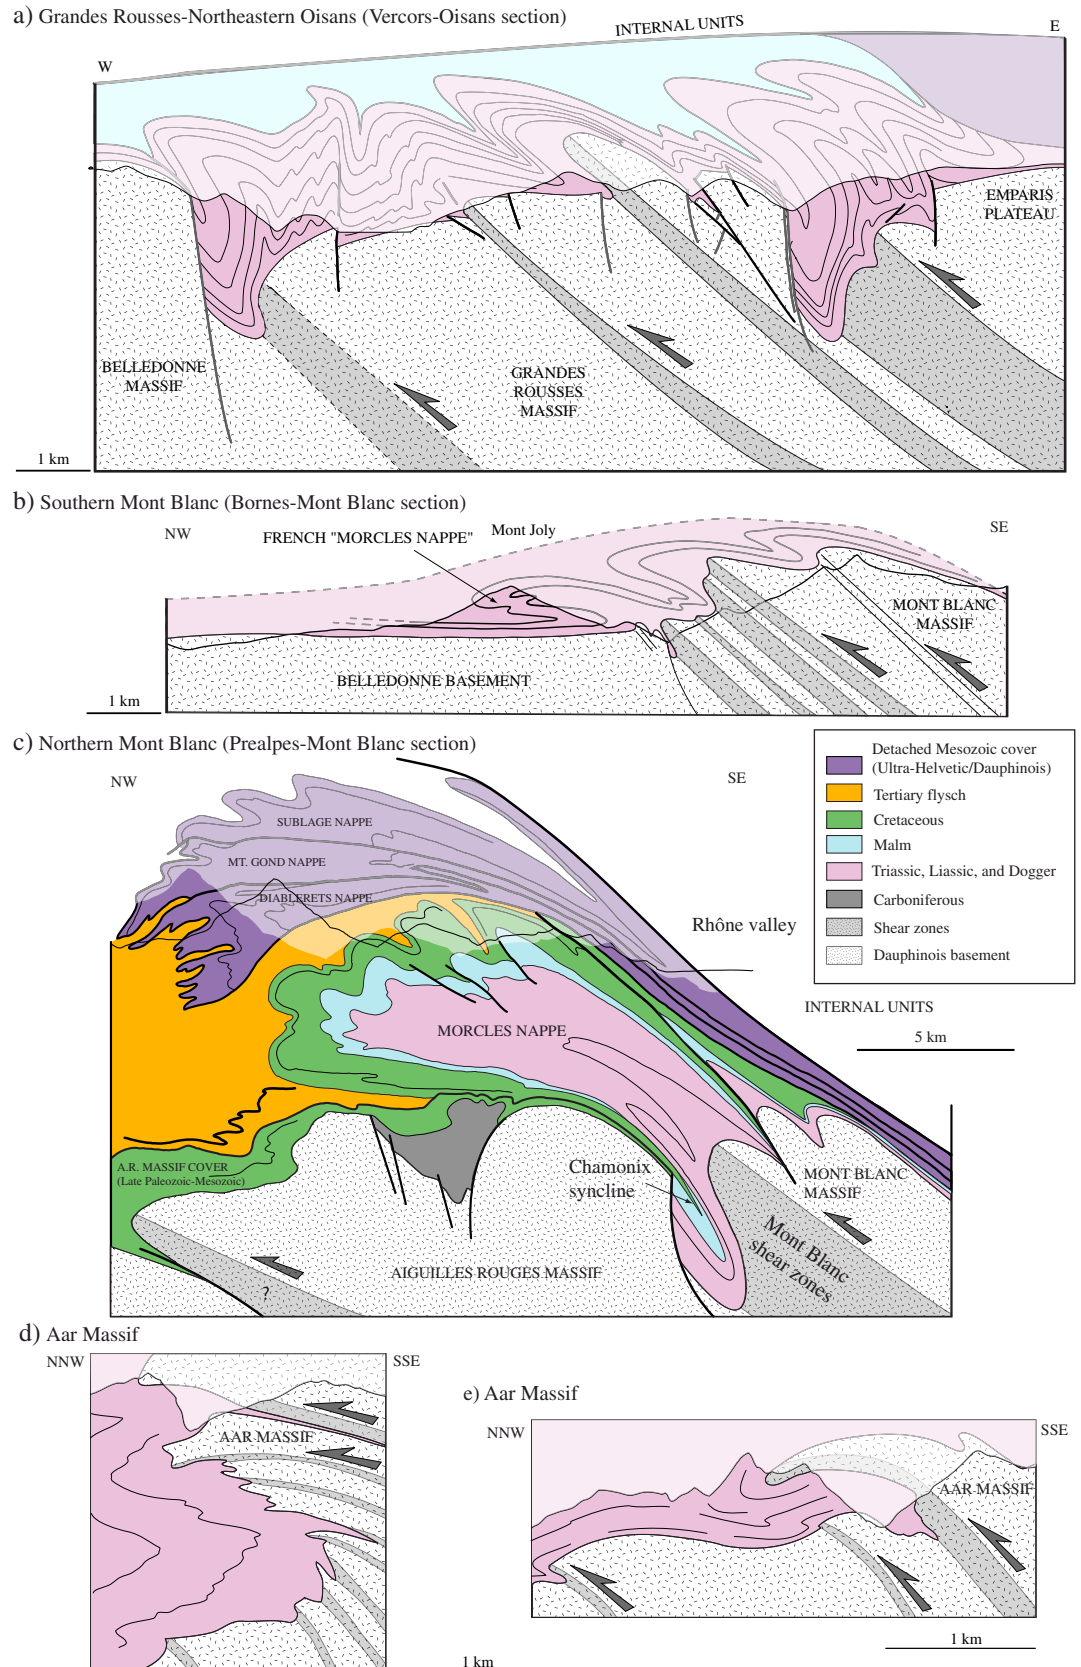 a) Grandes Rousses-Northeastern Oisans (Vercors-Oisans section)
INTERNAL UNITS
E
W
EMPARIS
PLATEAU
BELLEDONNE
MASSIF
GRANDES
ROUSSES
MASSIF
1 km
b) Southern Mont Blanc (Bornes-Mont Blanc section)
NW
FRENCH "MORCLES NAPPE"
Mont Joly
SE
MONT BLANC
MASSIF
BELLEDONNE BASEMENT
1 km
c) Northern Mont Blanc (Prealpes-Mont Blanc section)
NW
SE
SUBLAGE NAPPE
MT. GOND NAPPE
DIABLERETS NAPPE
Rhône valley
Detached Mesozoic cover
(Ultra-Helvetic/Dauphinois)
Tertiary flysch
Cretaceous
Malm
Triassic, Liassic, and Dogger
Carboniferous
Shear zones
Dauphinois basement
INTERNAL UNITS
5 km
MORCLES NAPPE
A.R. MASSIF COVER
(Late Paleozoic-Mesozoic)
Chamonix
syncline
MONT BLANC
MASSIF
Mont Blanc
shear zones
AIGUILLES ROUGES MASSIF
?
d) Aar Massif
NNW
SSE
AAR MASSIF
1 km
e) Aar Massif
NNW
SSE
AAR MASSIF
1 km